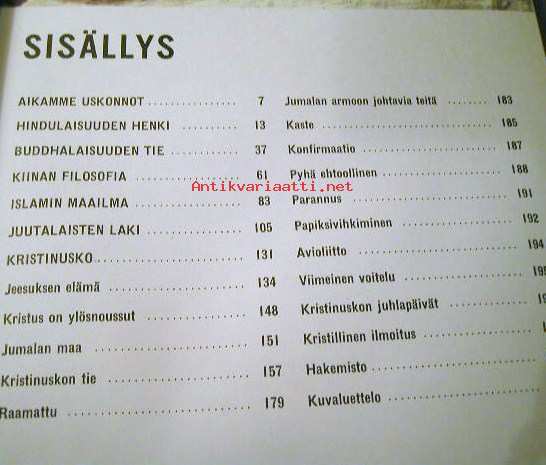 SISÄLLYS
AIKAMME USKONNOT ................ 7
HINDULAISUUDEN HENKI .......... 13
BUDDHALAISUUDEN TIE ........... 37
KIINAN FILOSOFIA ................ 61
ISLAMIN MAAILMA ............... 83
JUUTALAISTEN LAKI ............. 105
KRISTINUSKO .................... 131
Jeesuksen elämä ................. 134
Kristus on ylösnoussut ............ 148
Jumalan maa .................... 151
Kristinuskon tie .................. 157
Raamattu ....................... 179
Jumalan armoon johtavia teitä ........ 183
Kaste ........................... 185
Konfirmaatio ..................... 187
Pyhä ehtoollinen .................. 188
Parannus ........................ 191
Papiksivihkiminen ................. 192
Avioliitto ........................ 194
Viimeinen voitelu .................
Kristinuskon juhlapäivät ............
Kristillinen ilmoitus ................
Hakemisto .......................
Kuvaluettelo .....................
Antikvariaatti.net